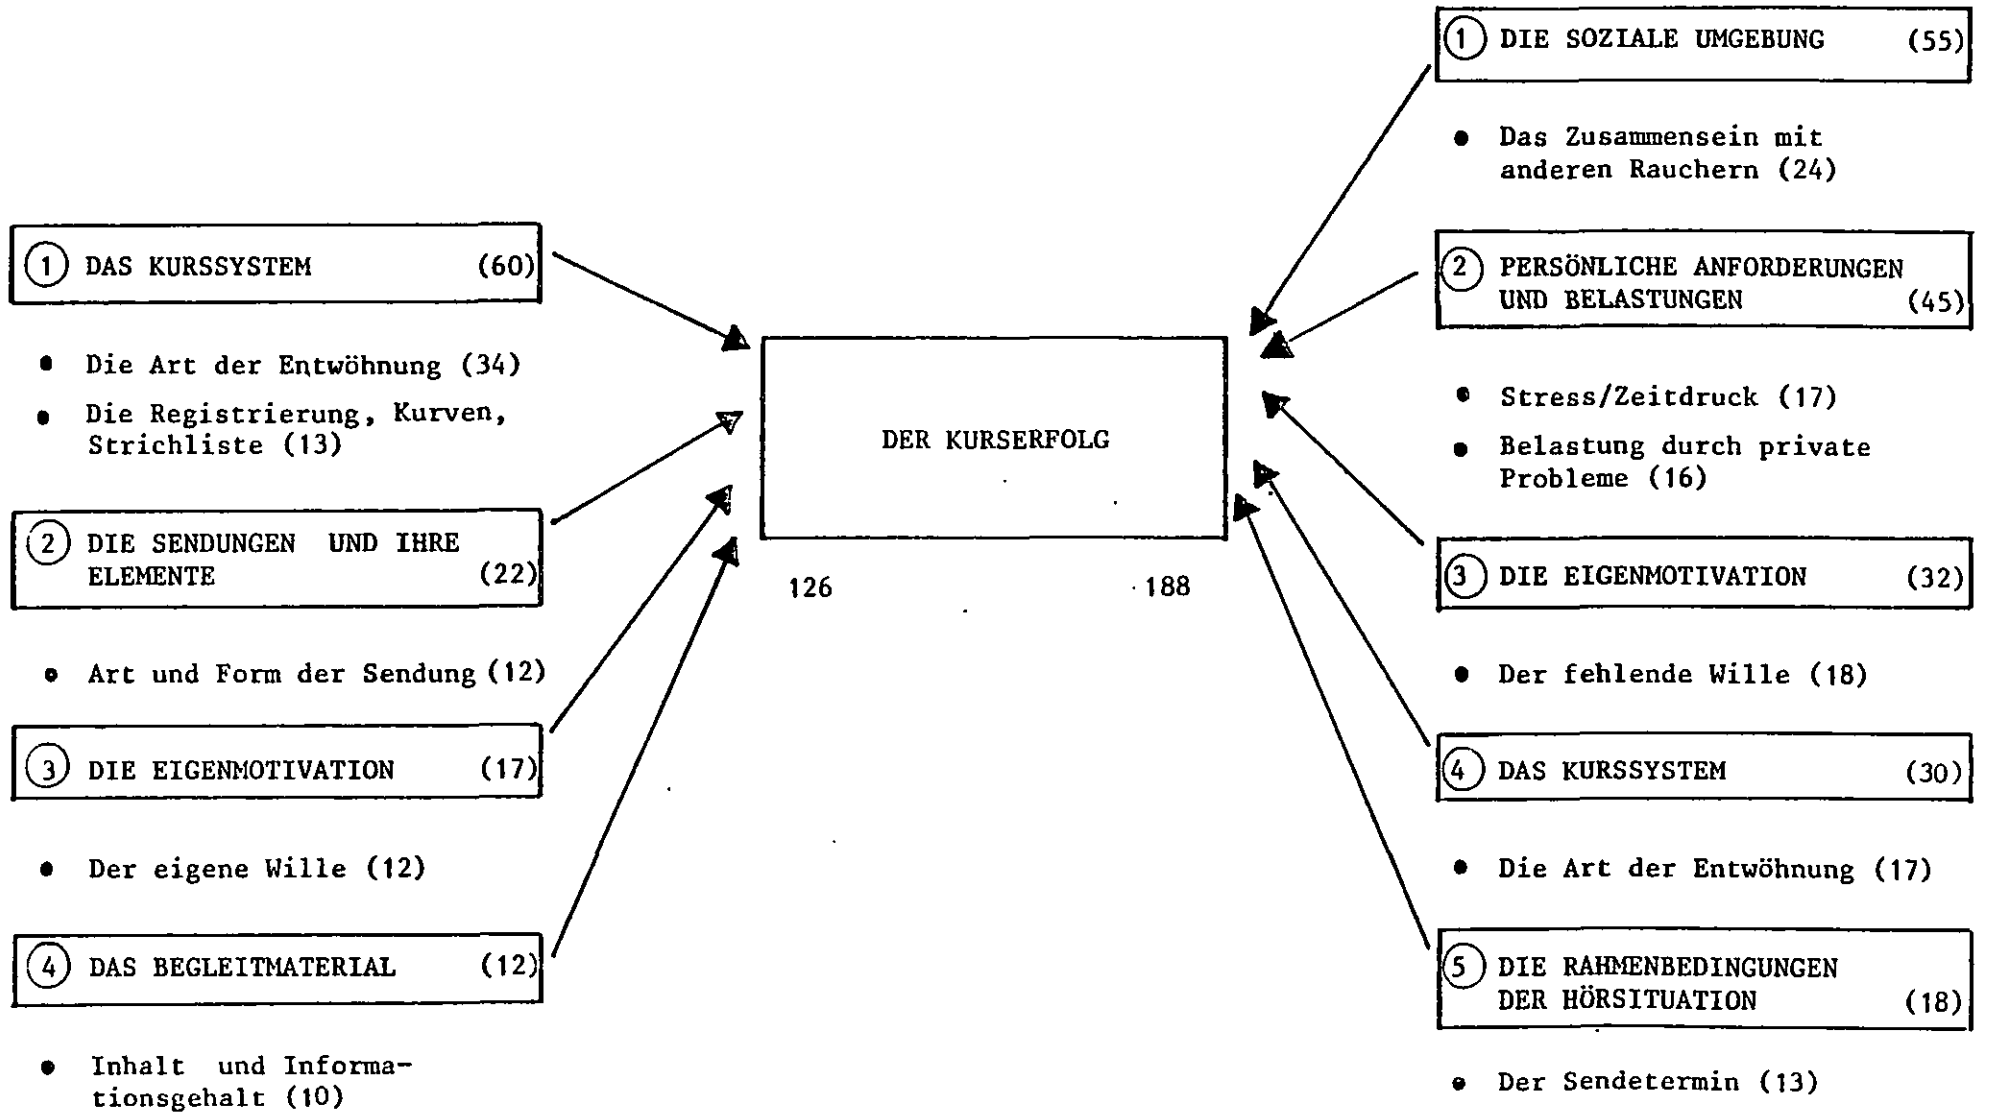 ① DAS KURSSYSTEM (60)
● Die Art der Entwöhnung (34)
● Die Registrierung, Kurven,
Strichliste (13)
② DIE SENDUNGEN UND IHRE
ELEMENTE (22)
● Art und Form der Sendung (12)
③ DIE EIGENMOTIVATION (17)
● Der eigene Wille (12)
④ DAS BEGLEITMATERIAL (12)
● Inhalt und Informa-
tionsgehalt (10)
DER KURSERFOLG
126 188
① DIE SOZIALE UMGEBUNG (55)
● Das Zusammensein mit
anderen Rauchern (24)
② PERSÖNLICHE ANFORDERUNGEN
UND BELASTUNGEN (45)
● Stress/Zeitdruck (17)
● Belastung durch private
Probleme (16)
③ DIE EIGENMOTIVATION (32)
● Der fehlende Wille (18)
④ DAS KURSSYSTEM (30)
● Die Art der Entwöhnung (17)
⑤ DIE RAHMENBEDINGUNGEN
DER HÖRSITUATION (18)
● Der Sendetermin (13)